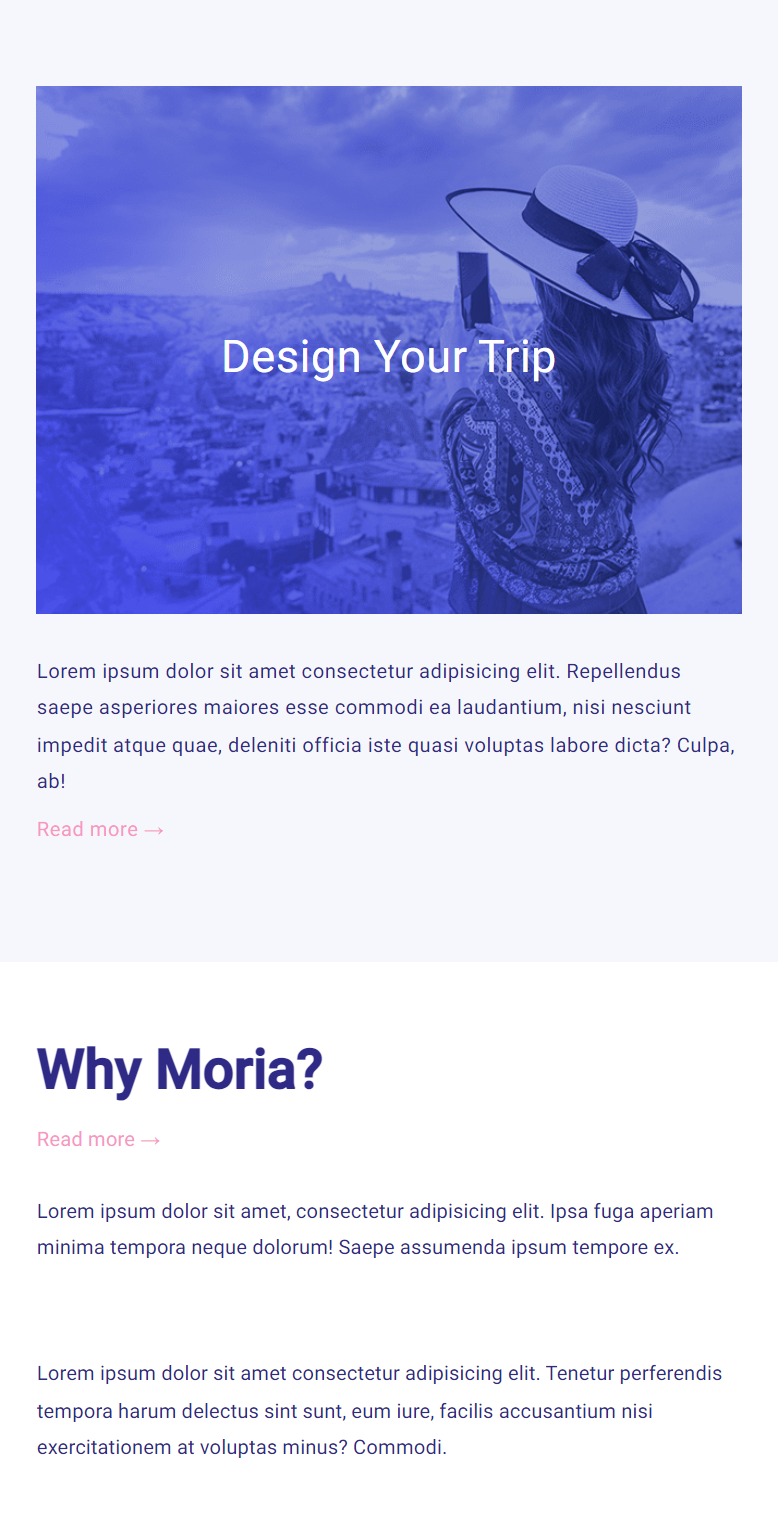 Design Your Trip
Lorem ipsum dolor sit amet consectetur adipisicing elit. Repellendus
saepe asperiores maiores esse commodi ea laudantium, nisi nesciunt
impedit atque quae, deleniti officia iste quasi voluptas labore dicta? Culpa,
ab!
Read more →
Why Moria?
Read more →
Lorem ipsum dolor sit amet, consectetur adipisicing elit. Ipsa fuga aperiam
minima tempora neque dolorum! Saepe assumenda ipsum tempore ex.
Lorem ipsum dolor sit amet consectetur adipisicing elit. Tenetur perferendis
tempora harum delectus sint sunt, eum iure, facilis accusantium nisi
exercitationem at voluptas minus? Commodi.